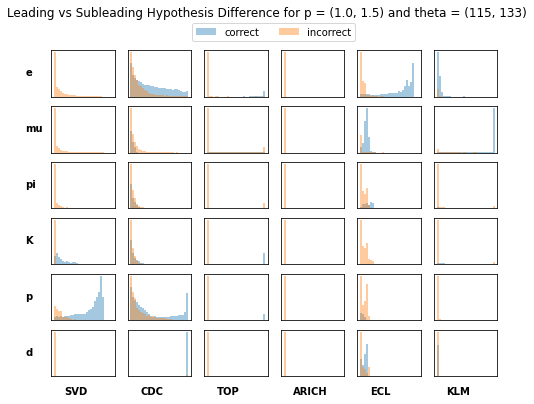 Leading vs Subleading Hypothesis Difference for p = (1.0, 1.5) and theta = (115, 133)
correct incorrect
e
mu
pi
K
p
d
SVD CDC TOP ARICH ECL KLM